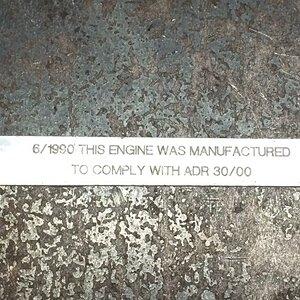 6/1990 THIS ENGINE WAS MANUFACTURED
TO COMPLY WITH ADR 30/00